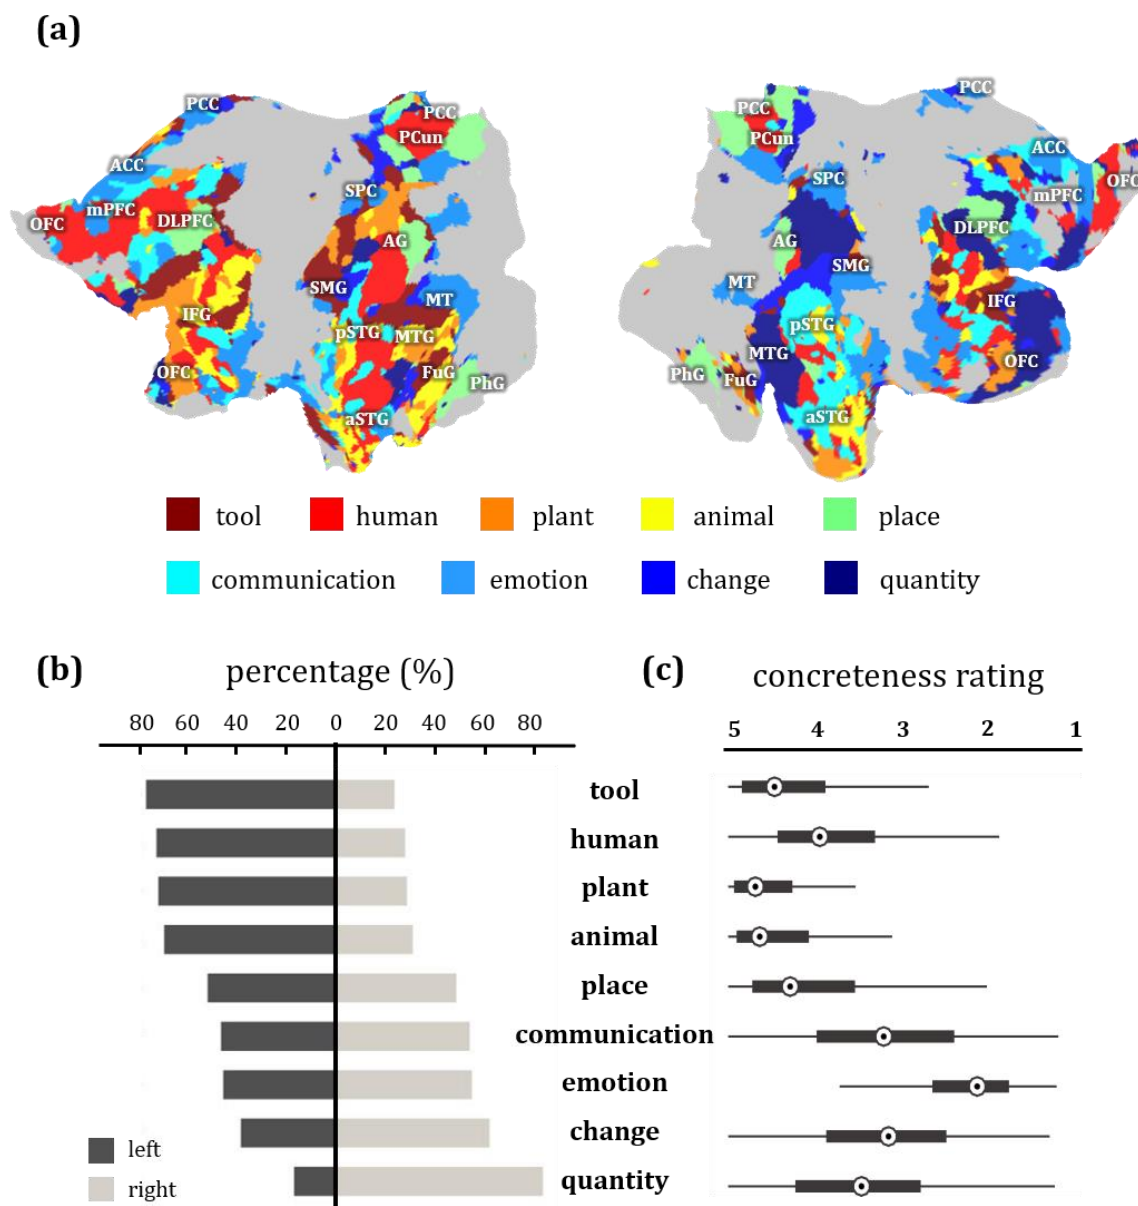 (a)
PCC
PCC
PCun
ACC
SPC
mPFC
OFC
DLPFC
AG
SMG
MT
IFG
pSTG
MTG
OFC
FuG
PhG
aSTG
PCC
PCC
PCun
ACC
SPC
OFC
mPFC
DLPFC
AG
SMG
MT
IFG
pSTG
MTG
OFC
PhG
FuG
aSTG
tool human plant animal place
communication emotion change quantity
(b) percentage (%)
80 60 40 20 0 20 40 60 80
(c) concreteness rating
5 4 3 2 1
tool
human
plant
animal
place
communication
emotion
change
quantity
left
right